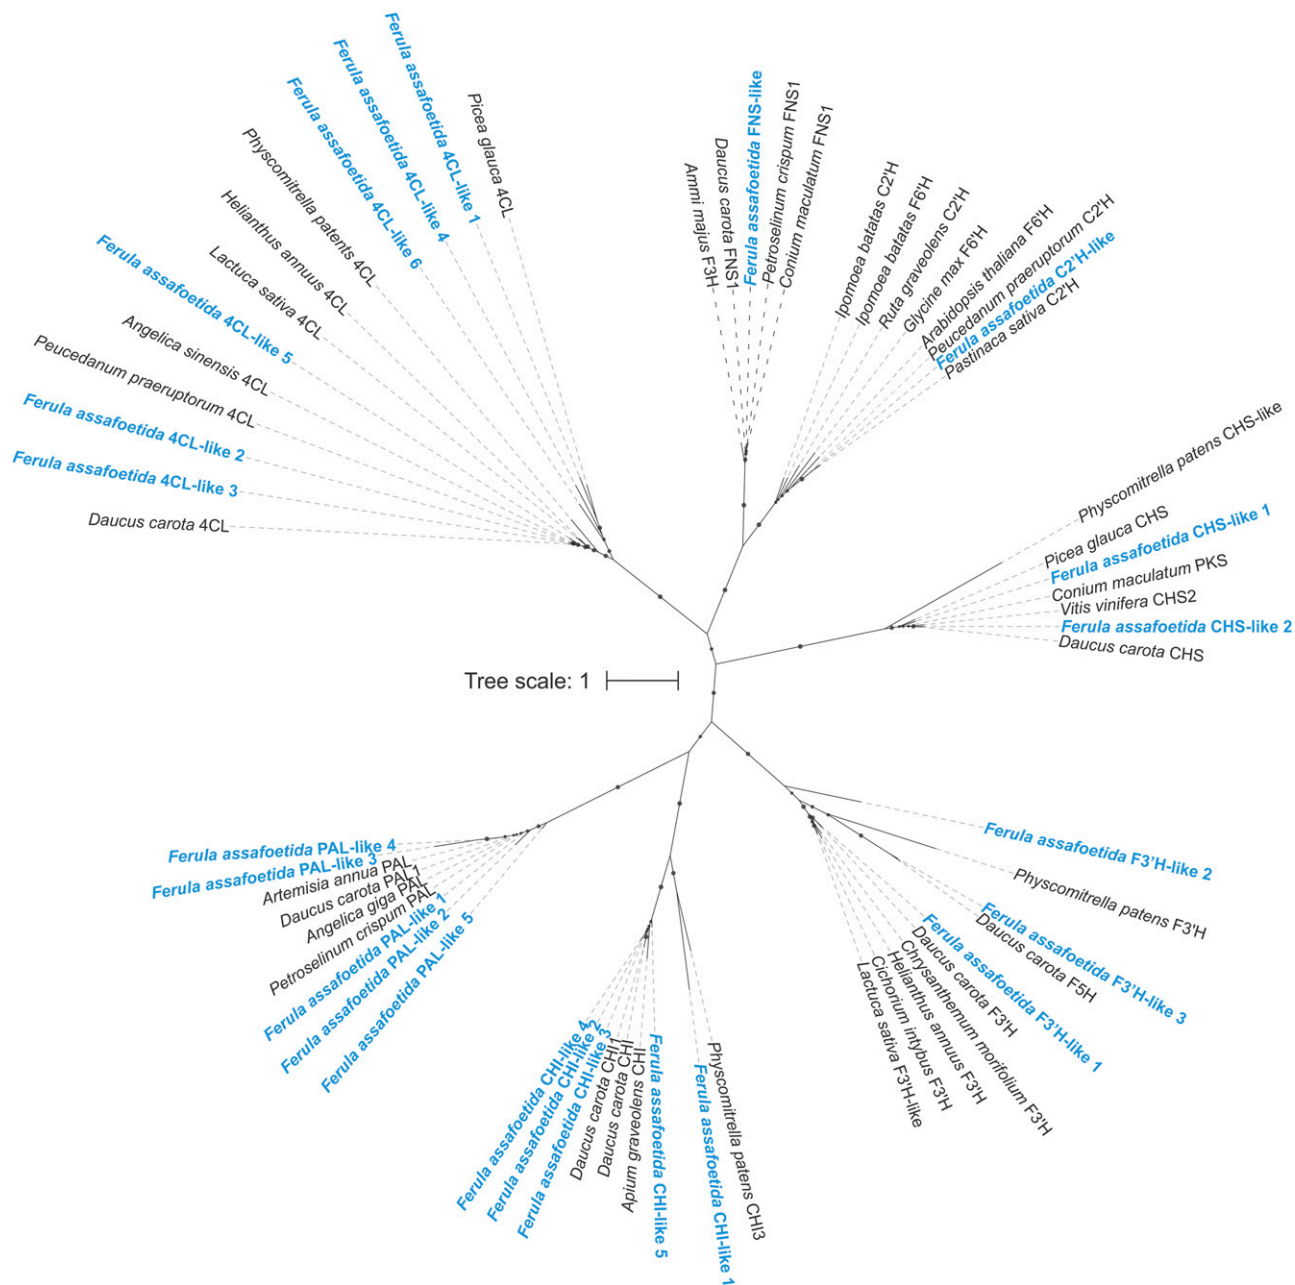 Ferula assafoetida 4CL-like 1
Ferula assafoetida 4CL-like 4
Ferula assafoetida 4CL-like 6
Picea glauca 4CL
Physcomitrella patents 4CL
Helianthus annuus 4CL
Lactuca sativa 4CL
Ferula assafoetida 4CL-like 5
Angelica sinensis 4CL
Peucedanum praeruptorum 4CL
Ferula assafoetida 4CL-like 2
Ferula assafoetida 4CL-like 3
Daucus carota 4CL
Ammi majus F3H
Daucus carota FNS1
Ferula assafoetida FNS-like
Petroselinum crispum FNS1
Conium maculatum FNS1
Ipomoea batatas C2'H
Ipomoea batatas F6'H
Ruta graveolens C2'H
Glycine max F6'H
Arabidopsis thaliana F6'H
Peucedanum praeruptorum C2'H
Ferula assafoetida C2'H-like
Pastinaca sativa C2'H
Physcomitrella patens CHS-like
Picea glauca CHS
Ferula assafoetida CHS-like 1
Conium maculatum PKS
Vitis vinifera CHS2
Ferula assafoetida CHS-like 2
Daucus carota CHS
Tree scale: 1
Ferula assafoetida F3'H-like 2
Physcomitrella patens F3'H
Ferula assafoetida F3'H-like 3
Daucus carota F5H
Ferula assafoetida F3'H-like 1
Daucus carota F3'H
Chrysanthemum morifolium F3'H
Helianthus annuus F3'H
Cichorium intybus F3'H
Lactuca sativa F3'H-like
Physcomitrella patens CHI3
Ferula assafoetida CHI-like 1
Ferula assafoetida CHI-like 5
Apium graveolens CHI
Daucus carota CHI
Daucus carota CHI1
Ferula assafoetida CHI-like 3
Ferula assafoetida CHI-like 2
Ferula assafoetida CHI-like 4
Ferula assafoetida PAL-like 5
Ferula assafoetida PAL-like 2
Ferula assafoetida PAL-like 1
Petroselinum crispum PAL
Angelica giga PAL
Daucus carota PAL1
Artemisia annua PAL
Ferula assafoetida PAL-like 3
Ferula assafoetida PAL-like 4